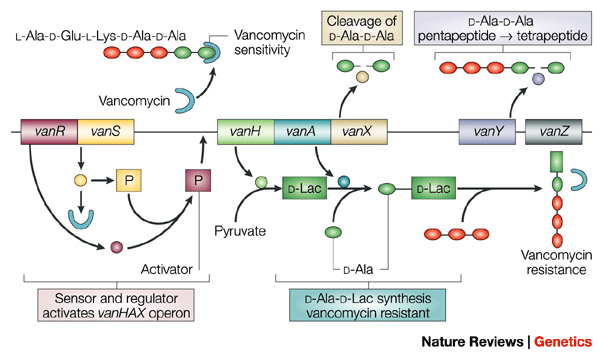 L-Ala-D-Glu-L-Lys-D-Ala-D-Ala
Vancomycin
sensitivity
Vancomycin
Cleavage of
D-Ala-D-Ala
D-Ala-D-Ala
pentapeptide → tetrapeptide
vanR
vanS
vanH
vanA
vanX
vanY
vanZ
P
P
D-Lac
D-Lac
Pyruvate
Activator
D-Ala
Vancomycin
resistance
Sensor and regulator
activates vanHAX operon
D-Ala-D-Lac synthesis
vancomycin resistant
Nature Reviews | Genetics